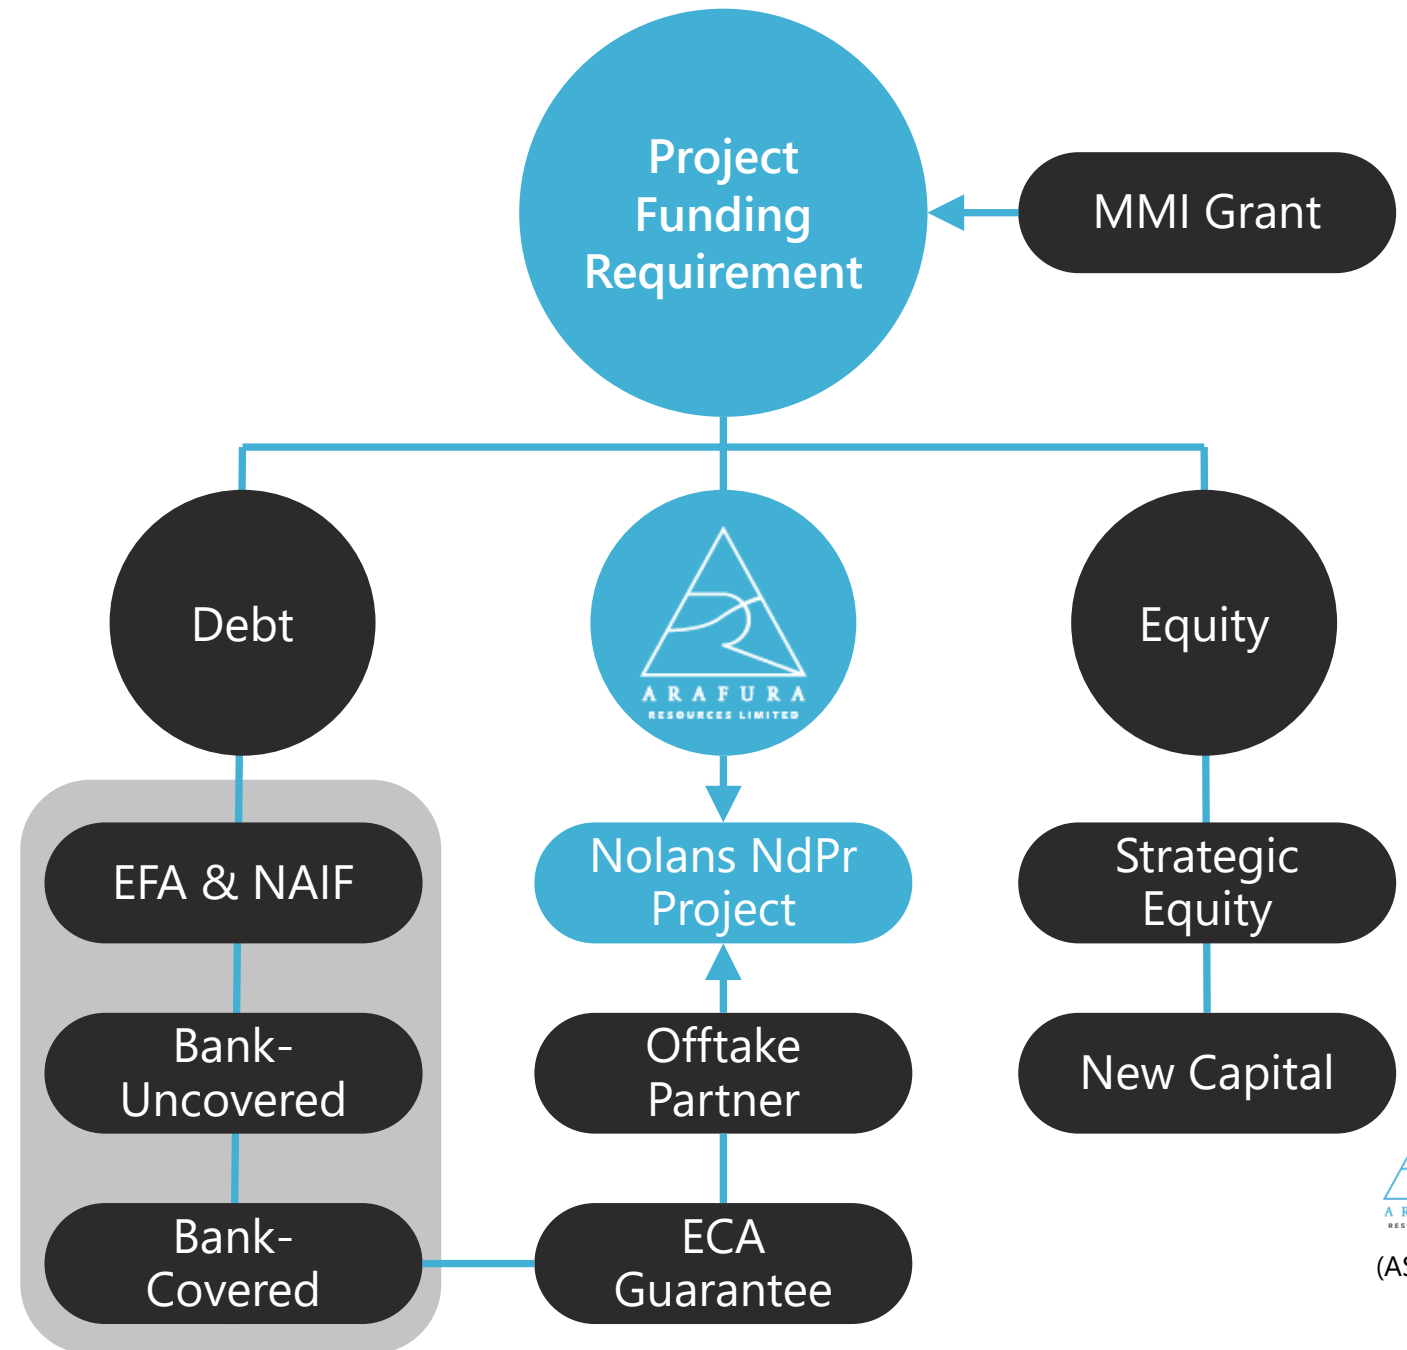 Project
Funding
Requirement
MMI Grant
Debt
ARAFURA
RESOURCES LIMITED
Equity
EFA & NAIF
Nolans NdPr
Project
Strategic
Equity
Bank-
Uncovered
Offtake
Partner
New Capital
Bank-
Covered
ECA
Guarantee